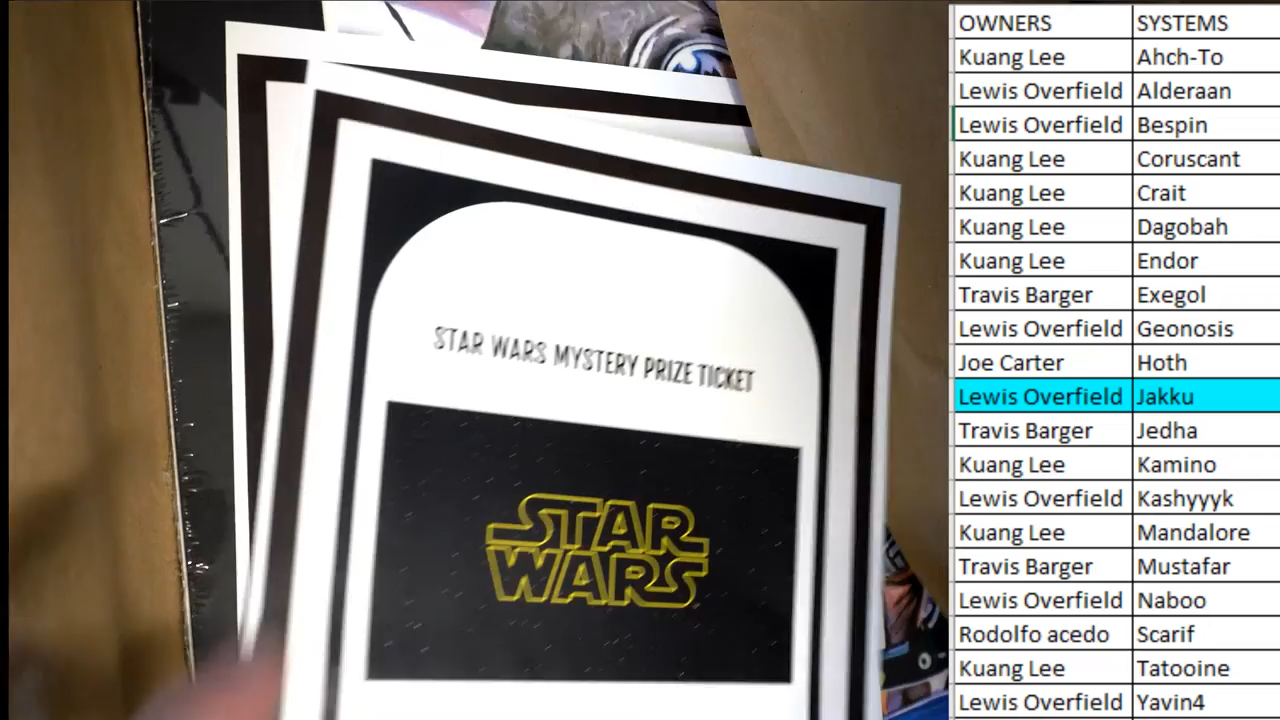 STAR WARS MYSTERY PRIZE TICKET
STAR
WARS
OWNERS SYSTEMS
Kuang Lee Ahch-To
Lewis Overfield Alderaan
Lewis Overfield Bespin
Kuang Lee Coruscant
Kuang Lee Crait
Kuang Lee Dagobah
Kuang Lee Endor
Travis Barger Exegol
Lewis Overfield Geonosis
Joe Carter Hoth
Lewis Overfield Jakku
Travis Barger Jedha
Kuang Lee Kamino
Lewis Overfield Kashyyyk
Kuang Lee Mandalore
Travis Barger Mustafar
Lewis Overfield Naboo
Rodolfo acedo Scarif
Kuang Lee Tatooine
Lewis Overfield Yavin4